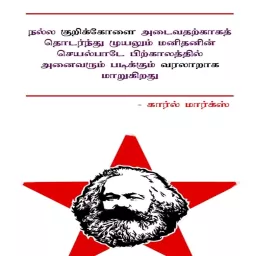 நல்ல குறிக்கோளை அடைவதற்காகத்
தொடர்ந்து முயலும் மனிதனின்
செயல்பாடே பிற்காலத்தில்
அனைவரும் படிக்கும் வரலாறாக
மாறுகிறது
- கார்ல் மார்க்ஸ்